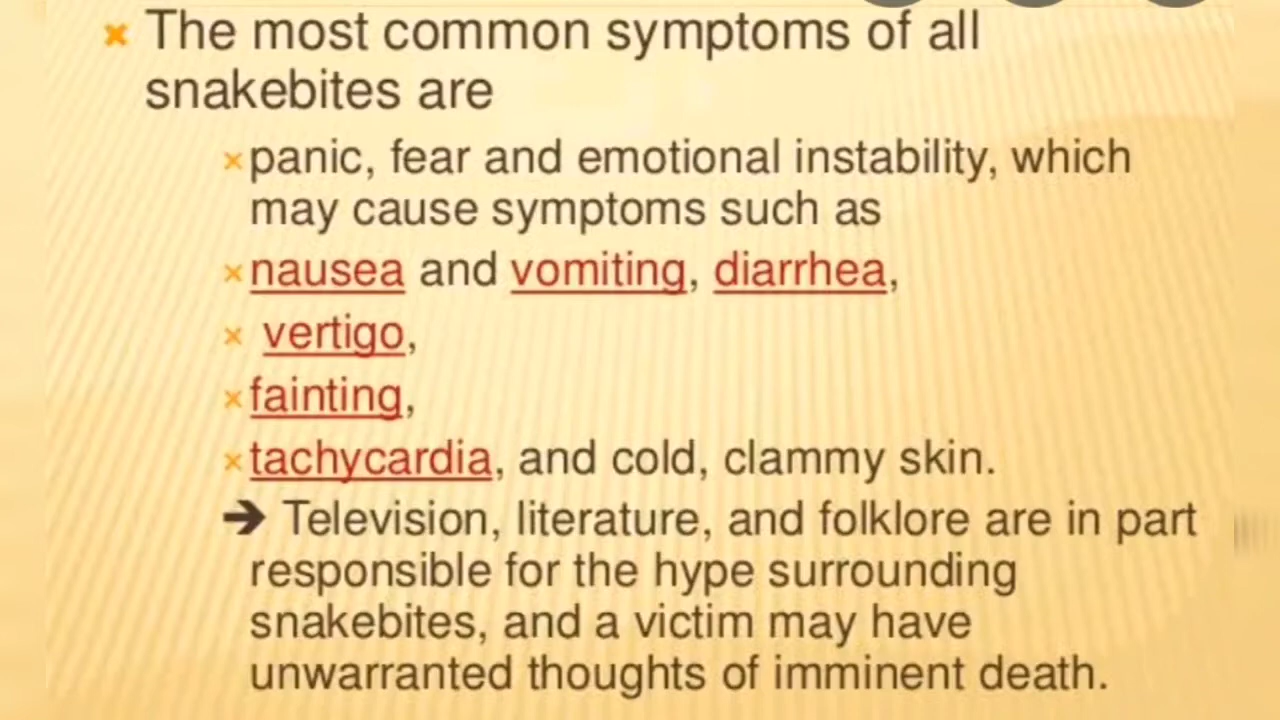 The most common symptoms of all
snakebites are
panic, fear and emotional instability, which
may cause symptoms such as
nausea and vomiting, diarrhea,
vertigo,
fainting,
tachycardia, and cold, clammy skin.
➔ Television, literature, and folklore are in part
responsible for the hype surrounding
snakebites, and a victim may have
unwarranted thoughts of imminent death.